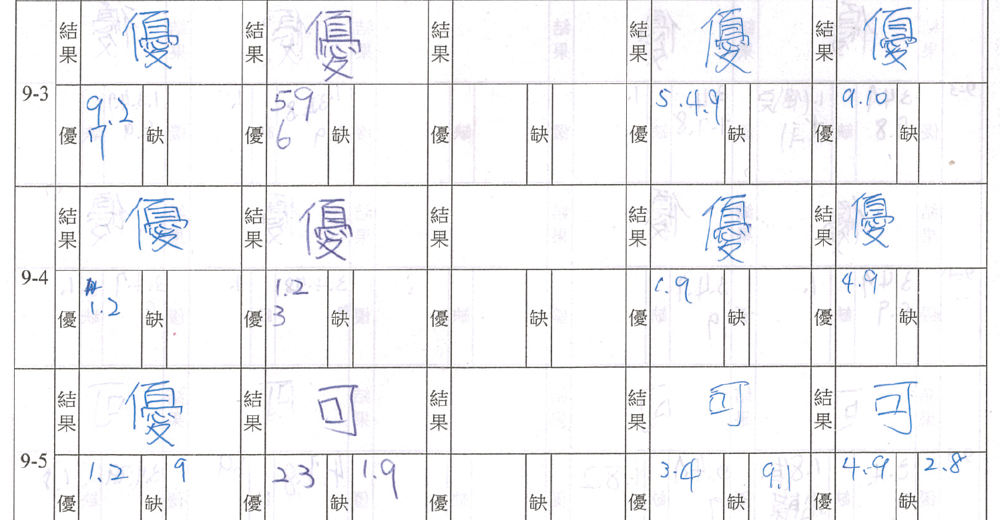 結果 優 結果 優 結果 結果 優 結果 優
9-3
優 9.2 7 缺 優 5.9 6 缺 優 缺 優 5.4.9 缺 優 9.10 缺
結果 優 結果 優 結果 結果 優 結果 優
9-4
優 1.2 缺 優 1.2 3 缺 優 缺 優 1.9 缺 優 4.9 缺
結果 優 結果 可 結果 結果 可 結果 可
9-5
優 1.2 缺 9 優 23 缺 1.9 優 缺 優 3.4 缺 9.1 優 4.9 缺 2.8